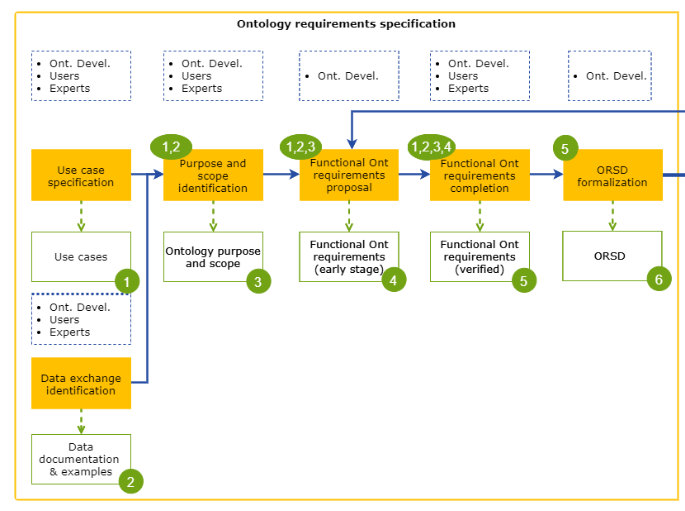 Ontology requirements specification
• Ont. Devel.
• Users
• Experts
• Ont. Devel.
• Users
• Experts
• Ont. Devel.
• Ont. Devel.
• Users
• Experts
• Ont. Devel.
1,2
1,2,3
1,2,3,4
5
Use case
specification
Purpose and
scope
identification
Functional Ont
requirements
proposal
Functional Ont
requirements
completion
ORSD
formalization
Use cases
1
Ontology purpose
and scope
3
Functional Ont
requirements
(early stage)
4
Functional Ont
requirements
(verified)
5
ORSD
6
• Ont. Devel.
• Users
• Experts
Data exchange
identification
Data
documentation
& examples
2